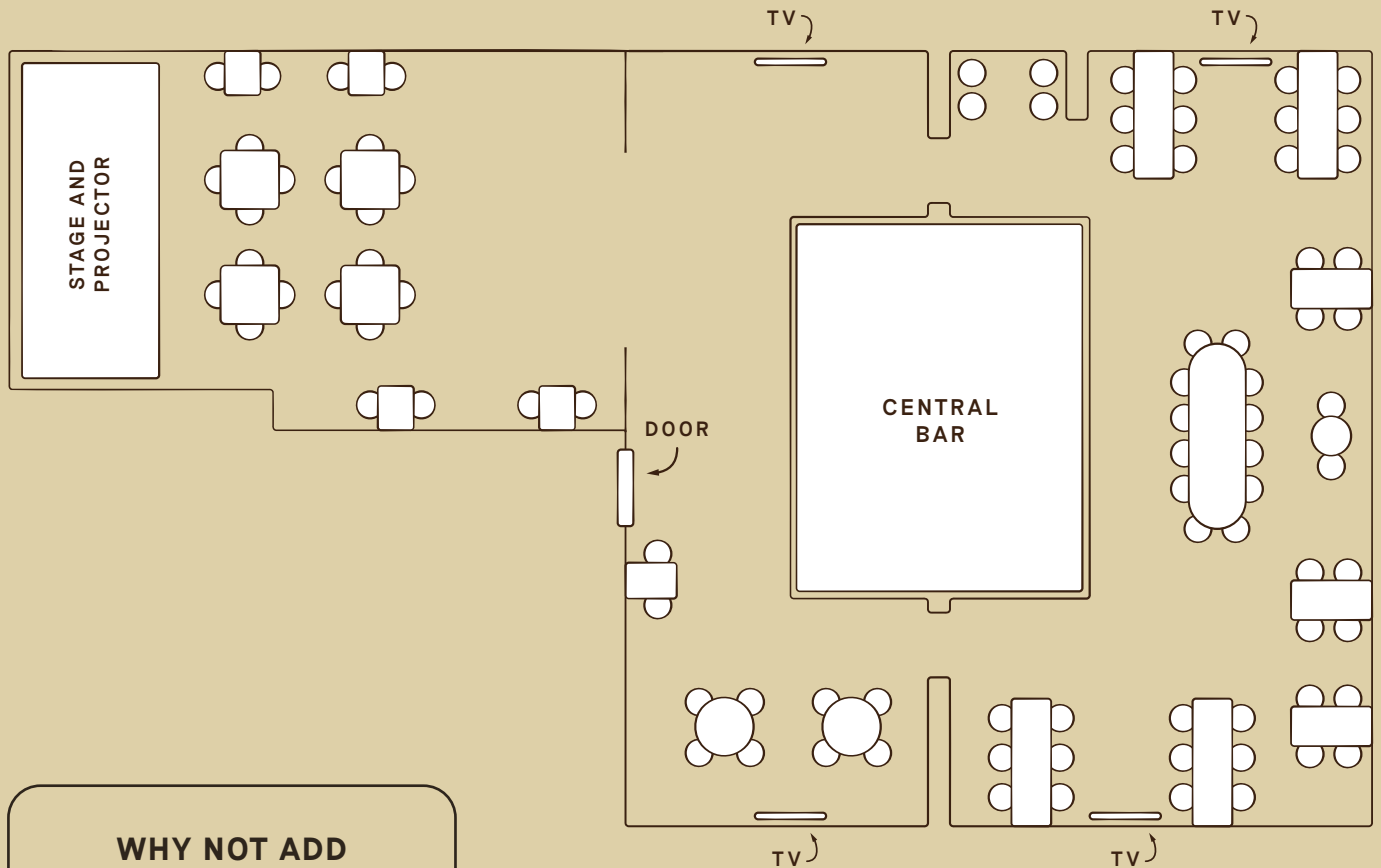 TV
TV
STAGE AND
PROJECTOR
CENTRAL
BAR
DOOR
WHY NOT ADD
TV
TV